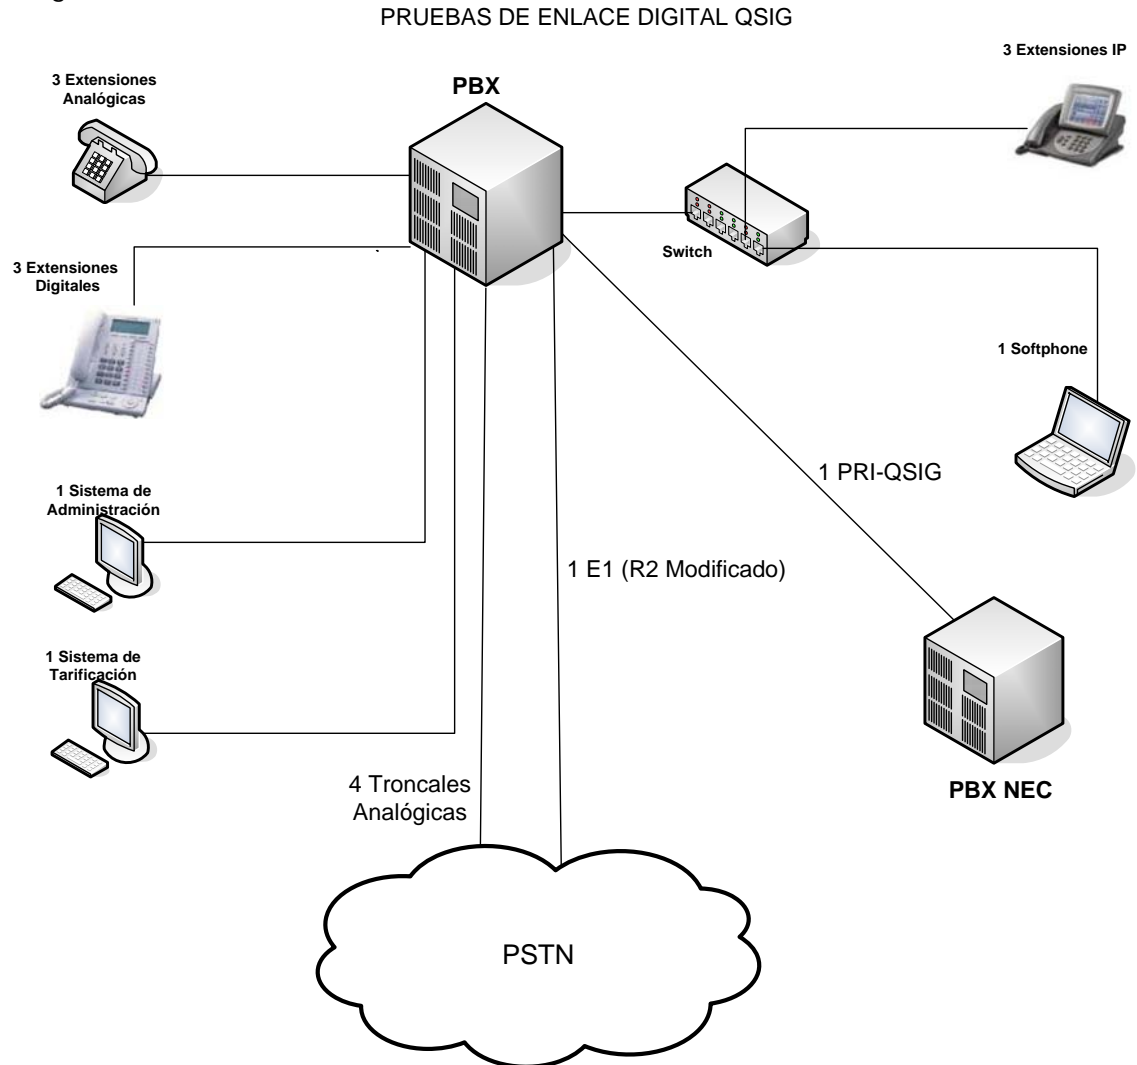 PRUEBAS DE ENLACE DIGITAL QSIG
3 Extensiones IP
3 Extensiones
Analógicas
PBX
Switch
3 Extensiones
Digitales
1 Softphone
1 PRI-QSIG
1 Sistema de
Administración
1 E1 (R2 Modificado)
1 Sistema de
Tarificación
4 Troncales
Analógicas
PBX NEC
PSTN